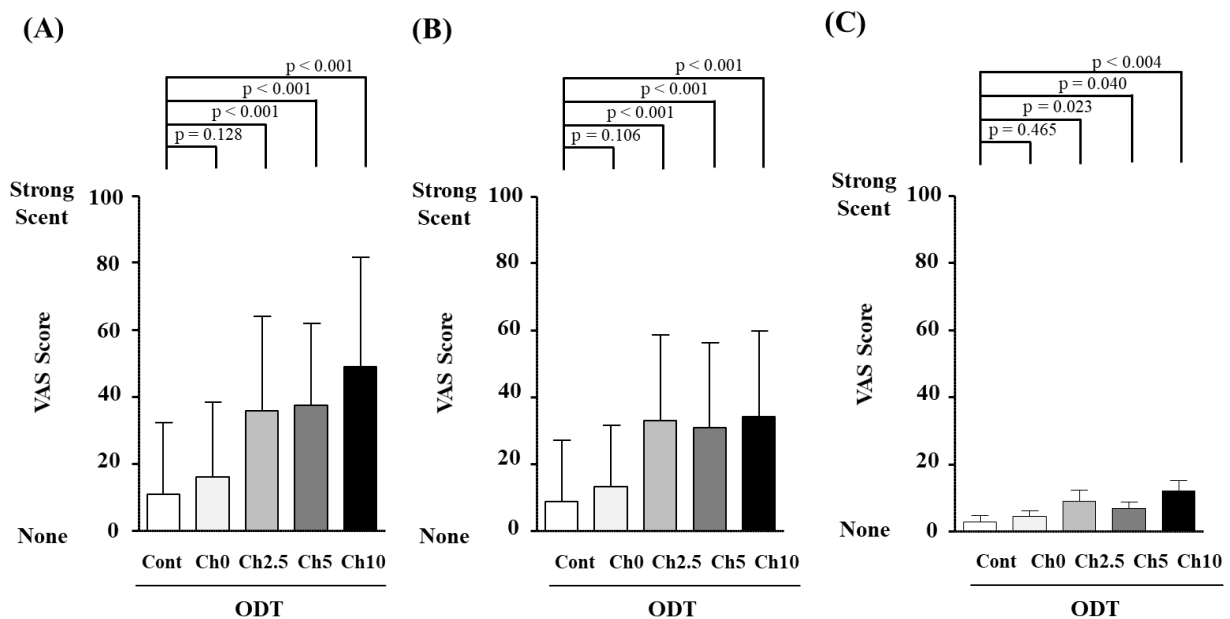 (A)
p < 0.001
p < 0.001
p < 0.001
p = 0.128
Strong
Scent
100
80
60
40
20
0
None
VAS Score
Cont Ch0 Ch2.5 Ch5 Ch10
ODT
(B)
p < 0.001
p < 0.001
p < 0.001
p = 0.106
Strong
Scent
100
80
60
40
20
0
None
VAS Score
Cont Ch0 Ch2.5 Ch5 Ch10
ODT
(C)
p < 0.004
p = 0.040
p = 0.023
p = 0.465
Strong
Scent
100
80
60
40
20
0
None
VAS Score
Cont Ch0 Ch2.5 Ch5 Ch10
ODT